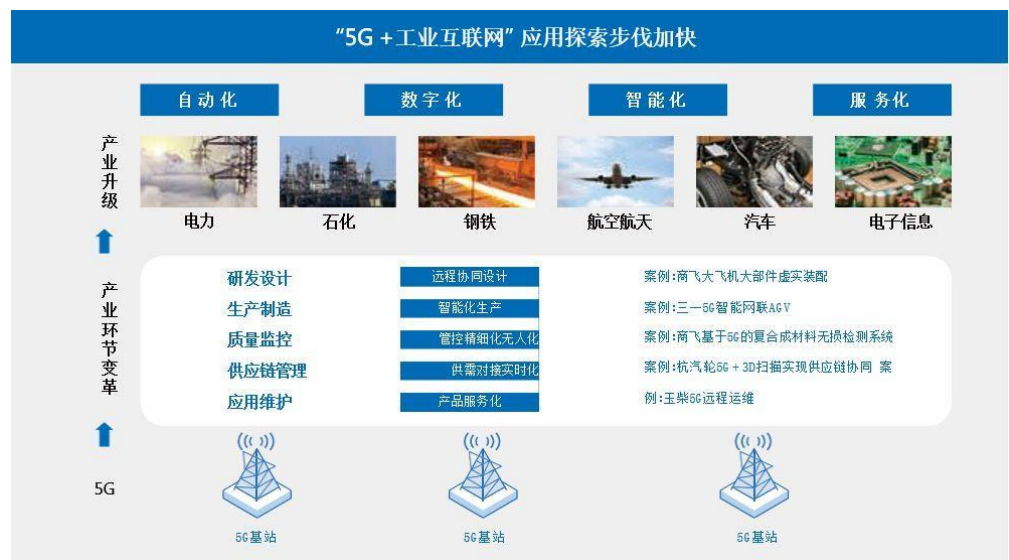 “5G +工业互联网” 应用探索步伐加快
自动化 数字化 智能化 服务化
产业升级
电力 石化 钢铁 航空航天 汽车 电子信息
产业环节变革
研发设计 远程协同设计 案例:商飞大飞机大部件虚实装配
生产制造 智能化生产 案例:三一5G智能网联AGV
质量监控 管控精细化无人化 案例:商飞基于5G的复合成材料无损检测系统
供应链管理 供需对接实时化 案例:杭汽轮5G + 3D扫描实现供应链协同 案
应用维护 产品服务化 例:玉柴5G远程运维
5G
5G基站 5G基站 5G基站